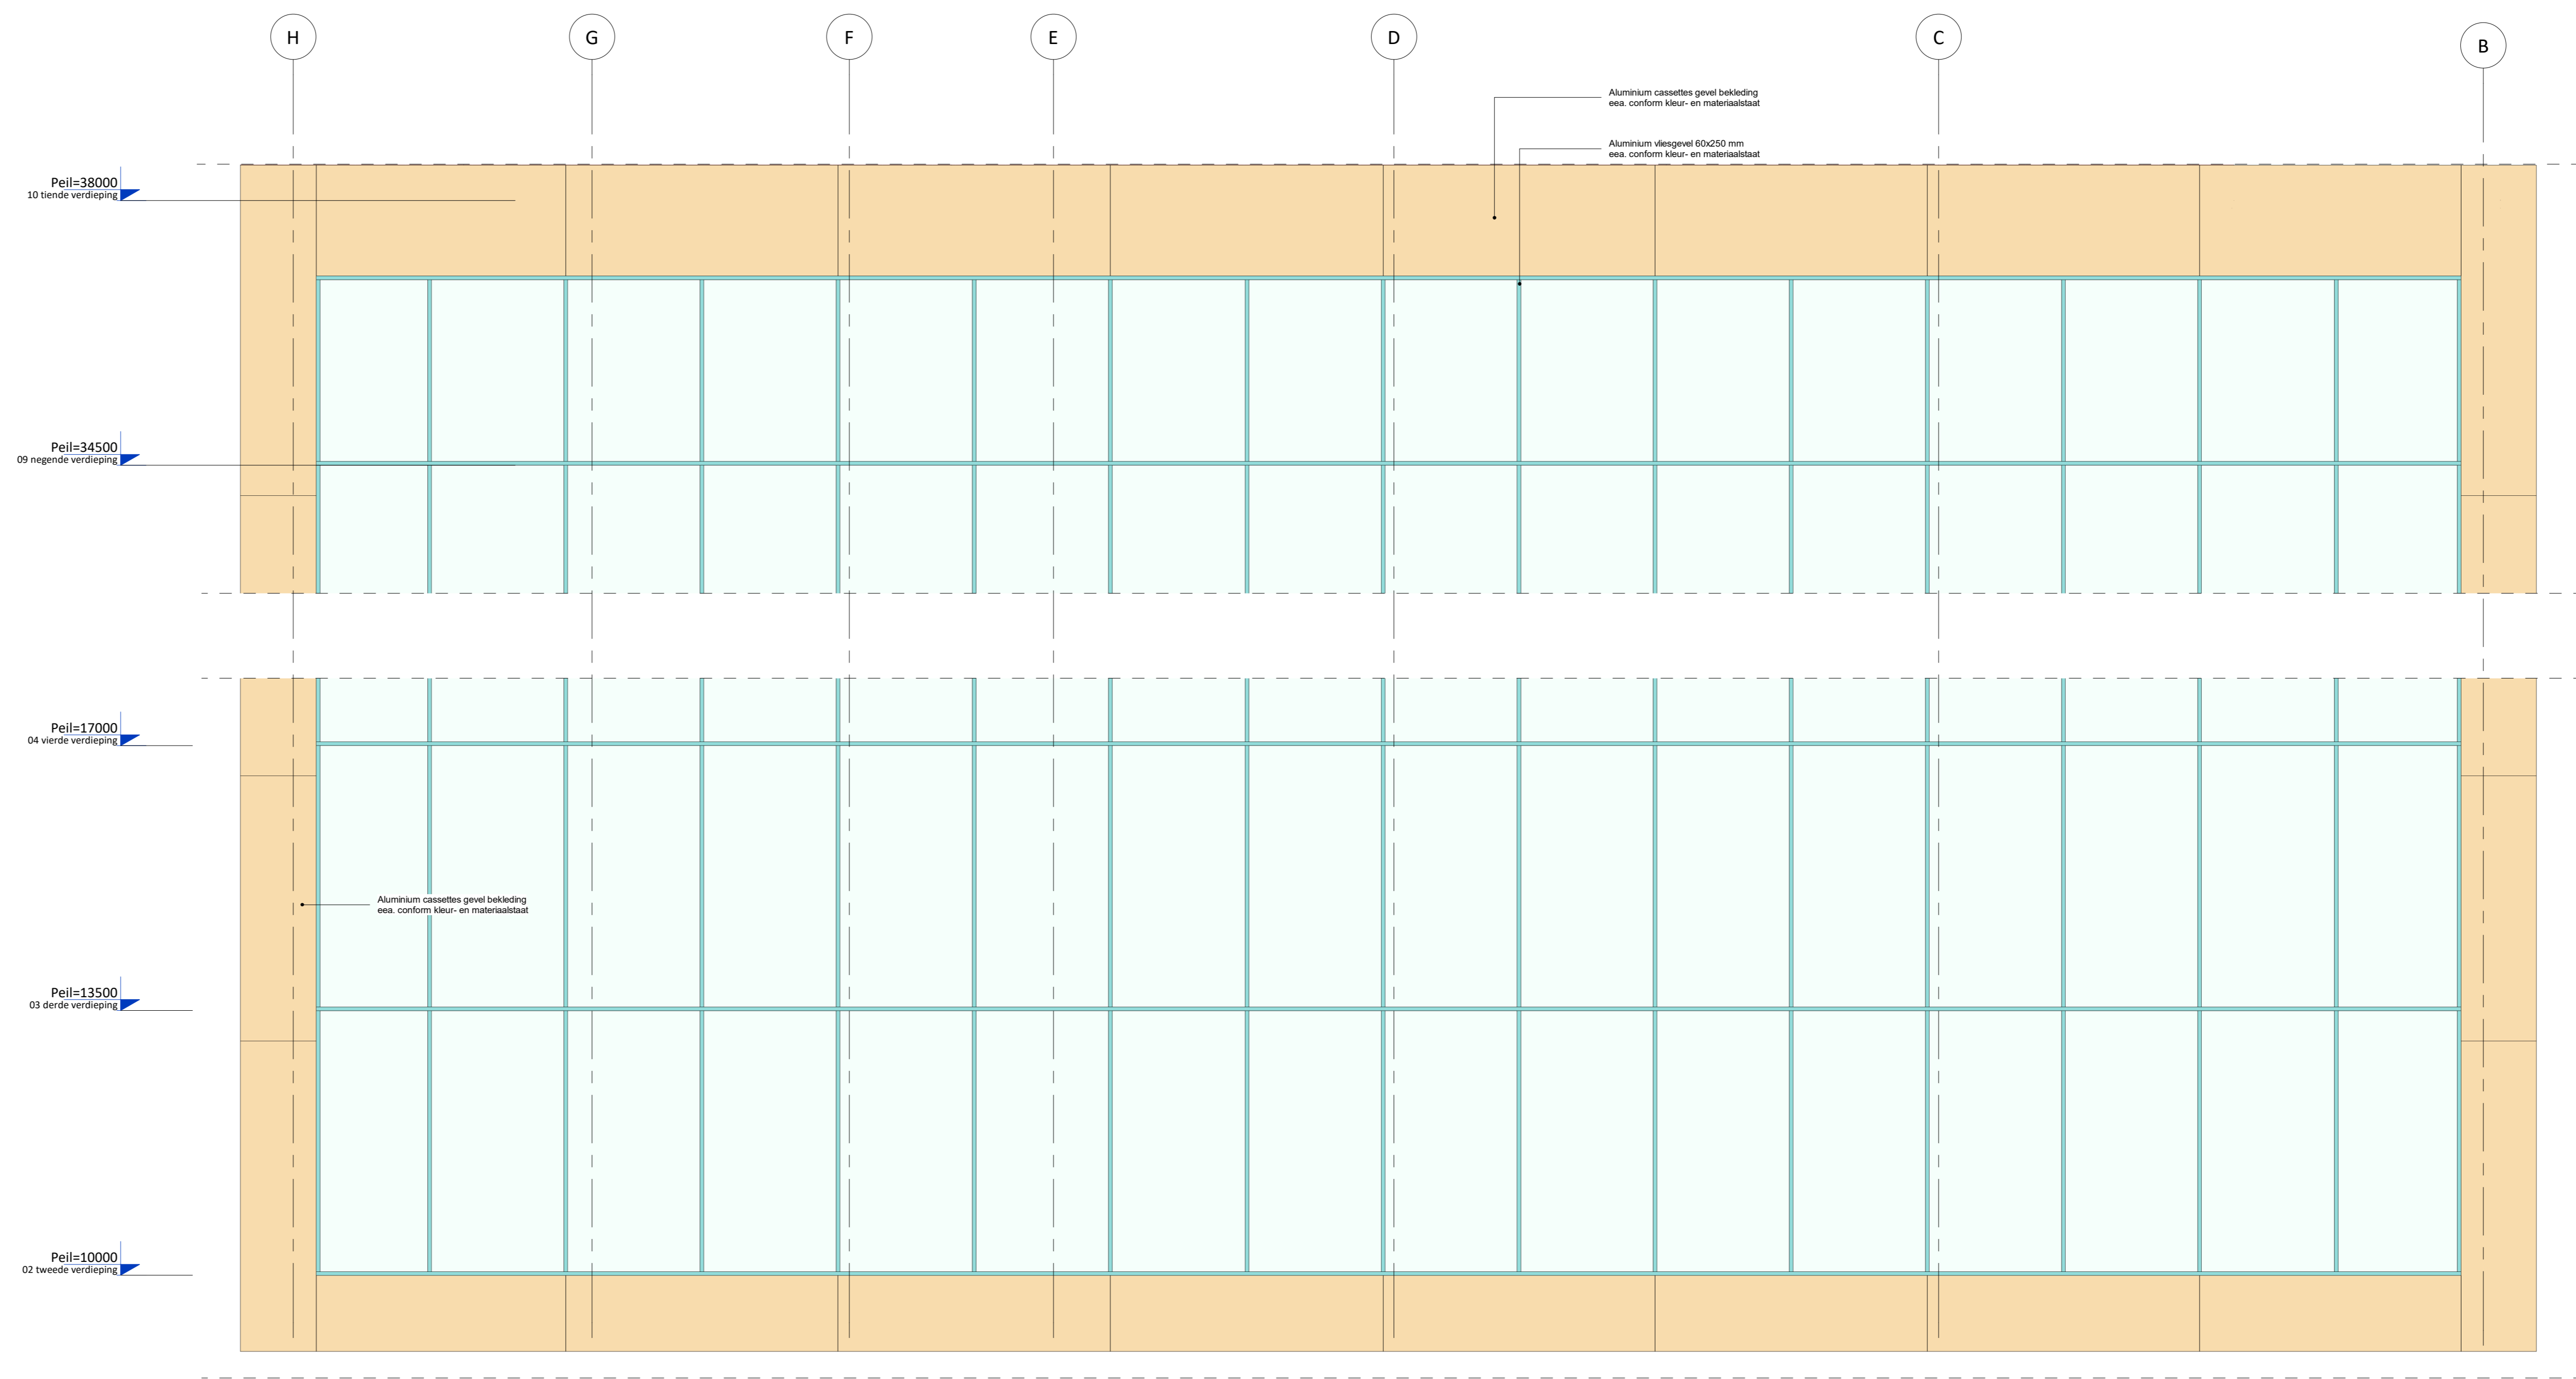 H
G
F
E
D
C
B
Aluminium cassettes gevel bekleding
eea. conform kleur- en materiaalstaat
Aluminium vliesgevel 60x250 mm
eea. conform kleur- en materiaalstaat
Peil=38000
10 tiende verdieping
Peil=34500
09 negende verdieping
Peil=17000
04 vierde verdieping
Aluminium cassettes gevel bekleding
eea. conform kleur- en materiaalstaat
Peil=13500
03 derde verdieping
Peil=10000
02 tweede verdieping